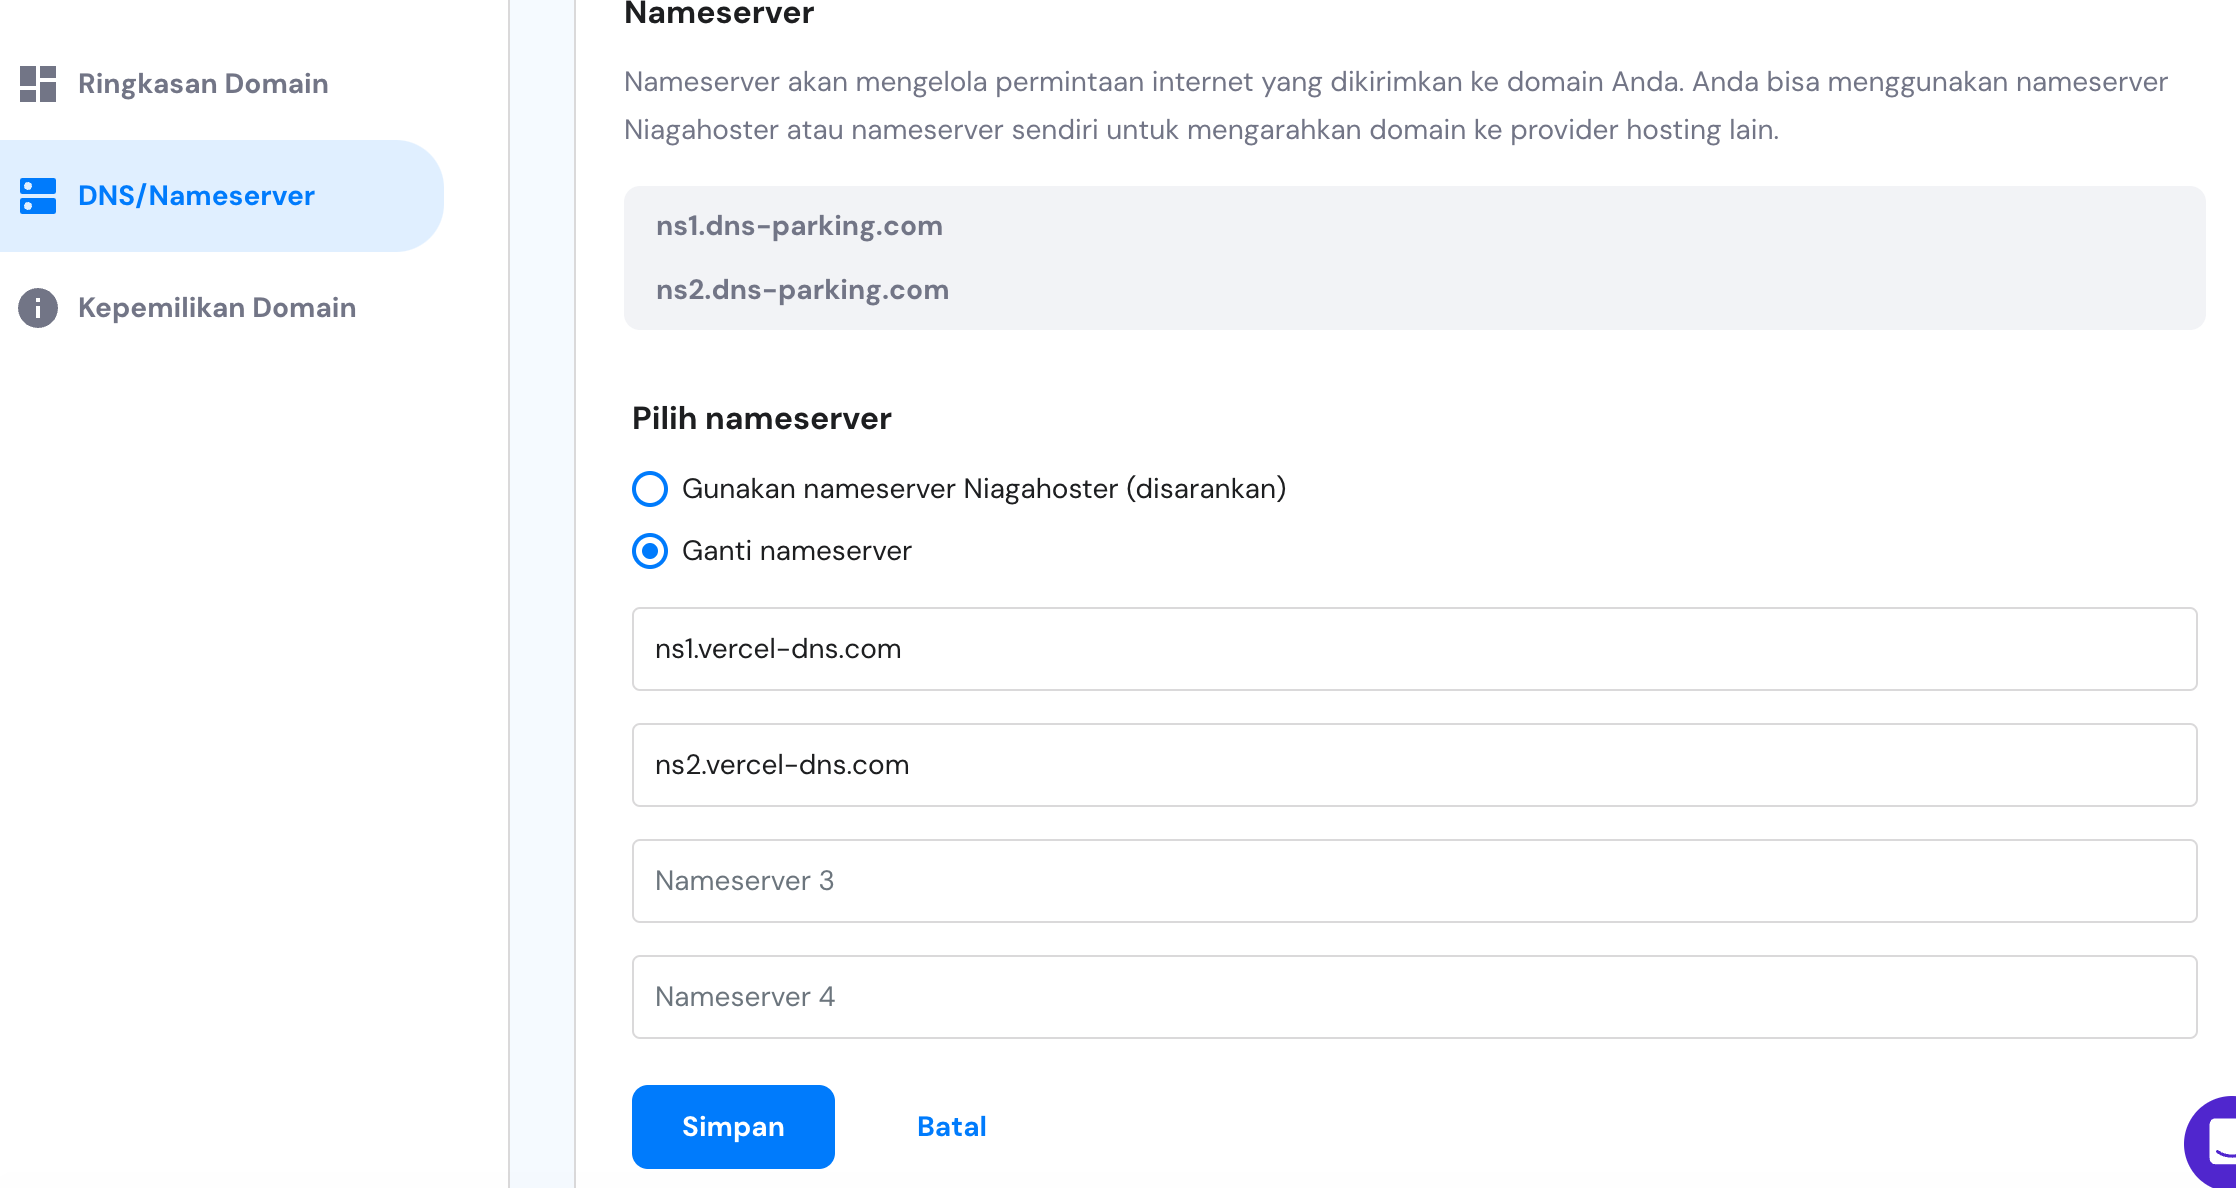 Nameserver
Ringkasan Domain
Nameserver akan mengelola permintaan internet yang dikirimkan ke domain Anda. Anda bisa menggunakan nameserver
Niagahoster atau nameserver sendiri untuk mengarahkan domain ke provider hosting lain.
DNS/Nameserver
ns1.dns-parking.com
ns2.dns-parking.com
Kepemilikan Domain
Pilih nameserver
Gunakan nameserver Niagahoster (disarankan)
Ganti nameserver
ns1.vercel-dns.com
ns2.vercel-dns.com
Nameserver 3
Nameserver 4
Simpan
Batal